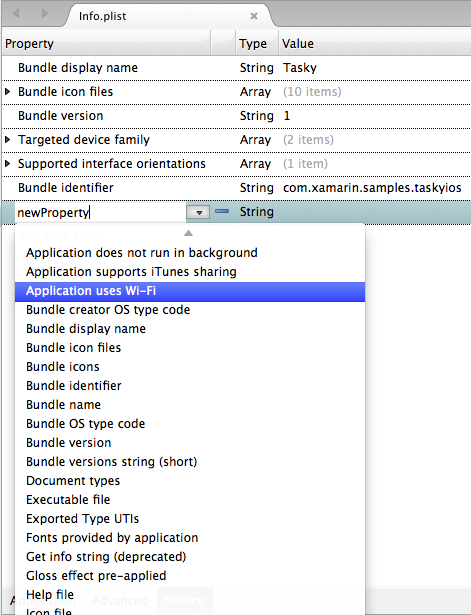 Info.plist ×
Property Type Value
Bundle display name String Tasky
Bundle icon files Array (10 items)
Bundle version String 1
Targeted device family Array (2 items)
Supported interface orientations Array (1 item)
Bundle identifier String com.xamarin.samples.taskyios
newProperty String
Application does not run in background
Application supports iTunes sharing
Application uses Wi-Fi
Bundle creator OS type code
Bundle display name
Bundle icon files
Bundle icons
Bundle identifier
Bundle name
Bundle OS type code
Bundle version
Bundle versions string (short)
Document types
Executable file
Exported Type UTIs
Fonts provided by application
Get info string (deprecated)
Gloss effect pre-applied
Help file
Advanced Source
Icon file